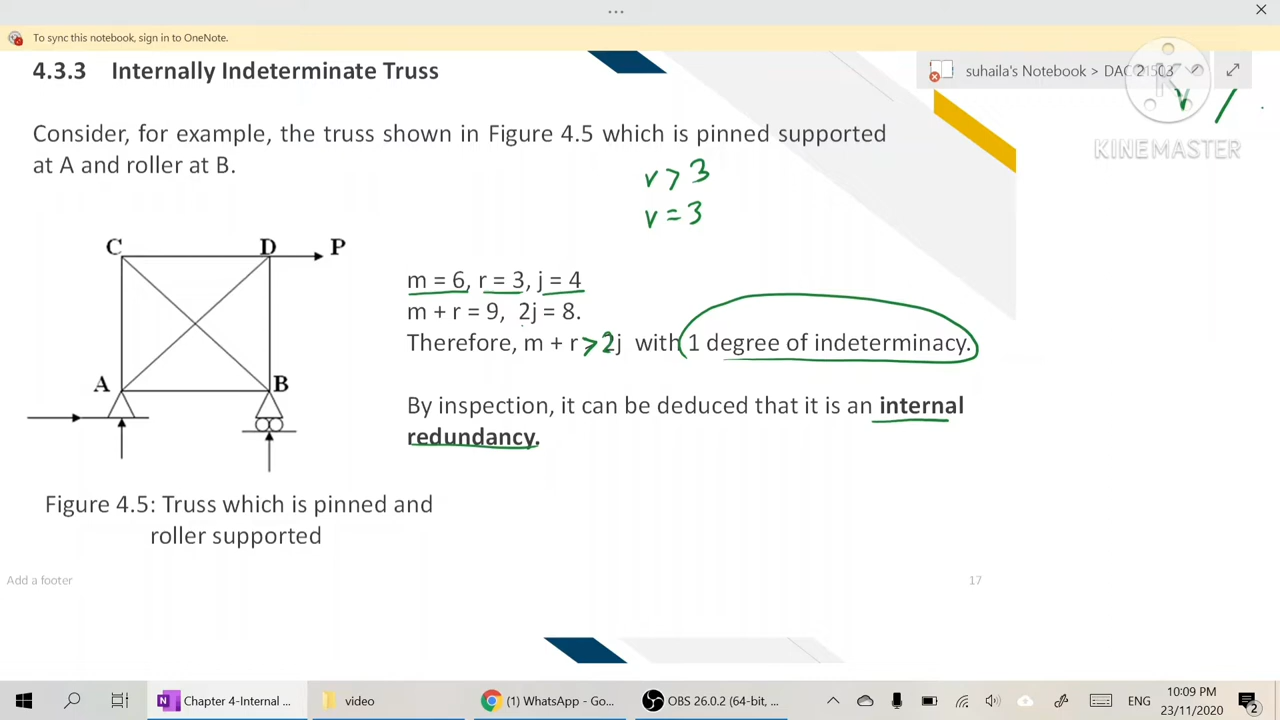 To sync this notebook, sign in to OneNote.
4.3.3 Internally Indeterminate Truss
suhaila's Notebook > DAC 21503
KINEMASTER
Consider, for example, the truss shown in Figure 4.5 which is pinned supported
at A and roller at B.
r > 3
r = 3
C
D
P
A
B
m = 6, r = 3, j = 4
m + r = 9, 2j = 8.
Therefore, m + r > 2j with 1 degree of indeterminacy.
By inspection, it can be deduced that it is an internal
redundancy.
Figure 4.5: Truss which is pinned and
roller supported
Add a footer
17
Chapter 4-Internal ...
video
(1) WhatsApp - Go...
OBS 26.0.2 (64-bit, ...
ENG
10:09 PM
23/11/2020
2